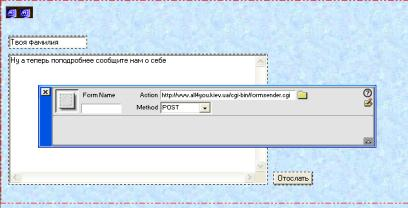 Твоя фамилия
Ну а теперь поподробнее сообщите нам о себе
Form Name
Action http://www.all4you.kiev.ua/cgi-bin/formsender.cgi
Method POST
Отослать